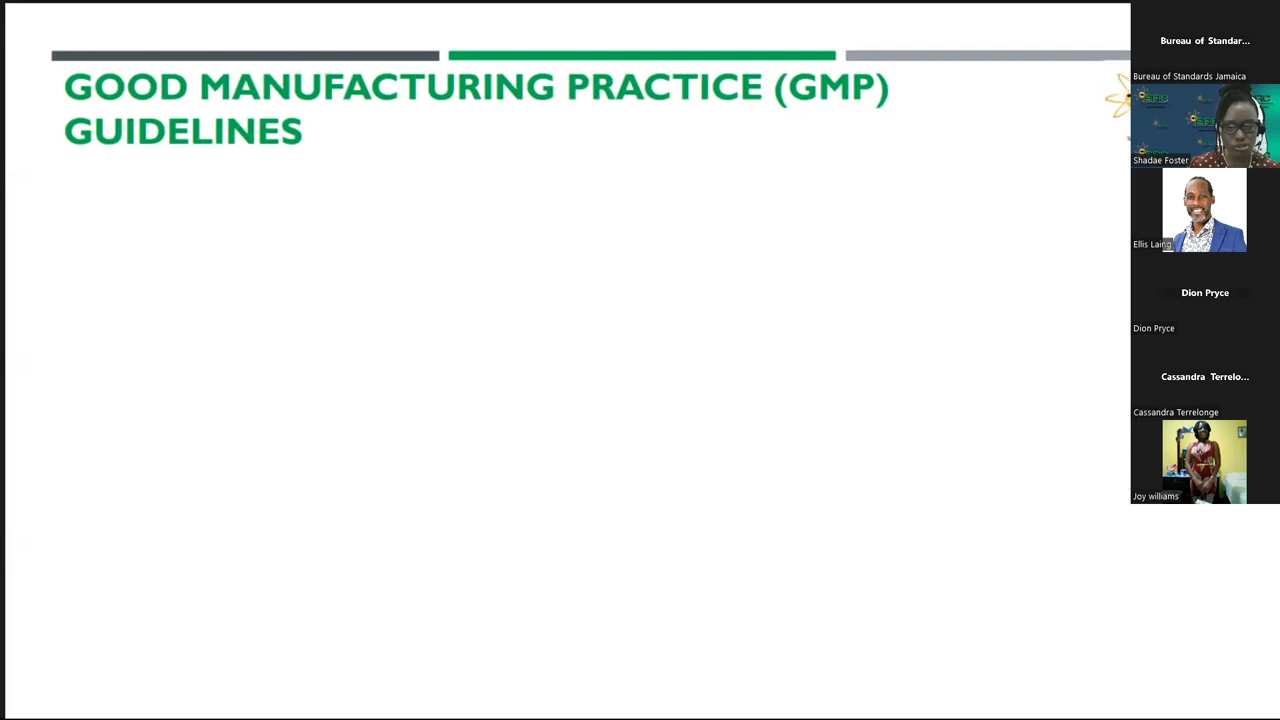 GOOD MANUFACTURING PRACTICE (GMP)
GUIDELINES
Bureau of Standar...
Bureau of Standards Jamaica
Shadae Foster
Ellis Laing
Dion Pryce
Dion Pryce
Cassandra Terrelo...
Cassandra Terrelonge
Joy williams